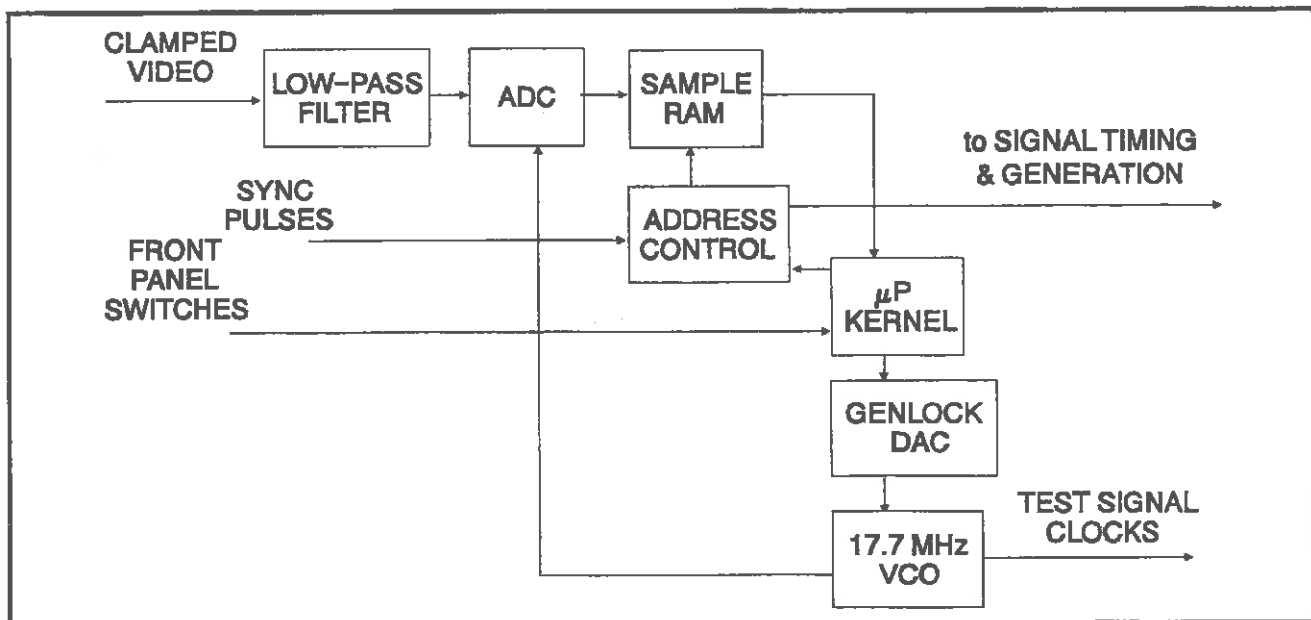 CLAMPED
VIDEO
LOW-PASS
FILTER
ADC
SAMPLE
RAM
to SIGNAL TIMING
& GENERATION
SYNC
PULSES
ADDRESS
CONTROL
FRONT
PANEL
SWITCHES
µP
KERNEL
GENLOCK
DAC
17.7 MHz
VCO
TEST SIGNAL
CLOCKS